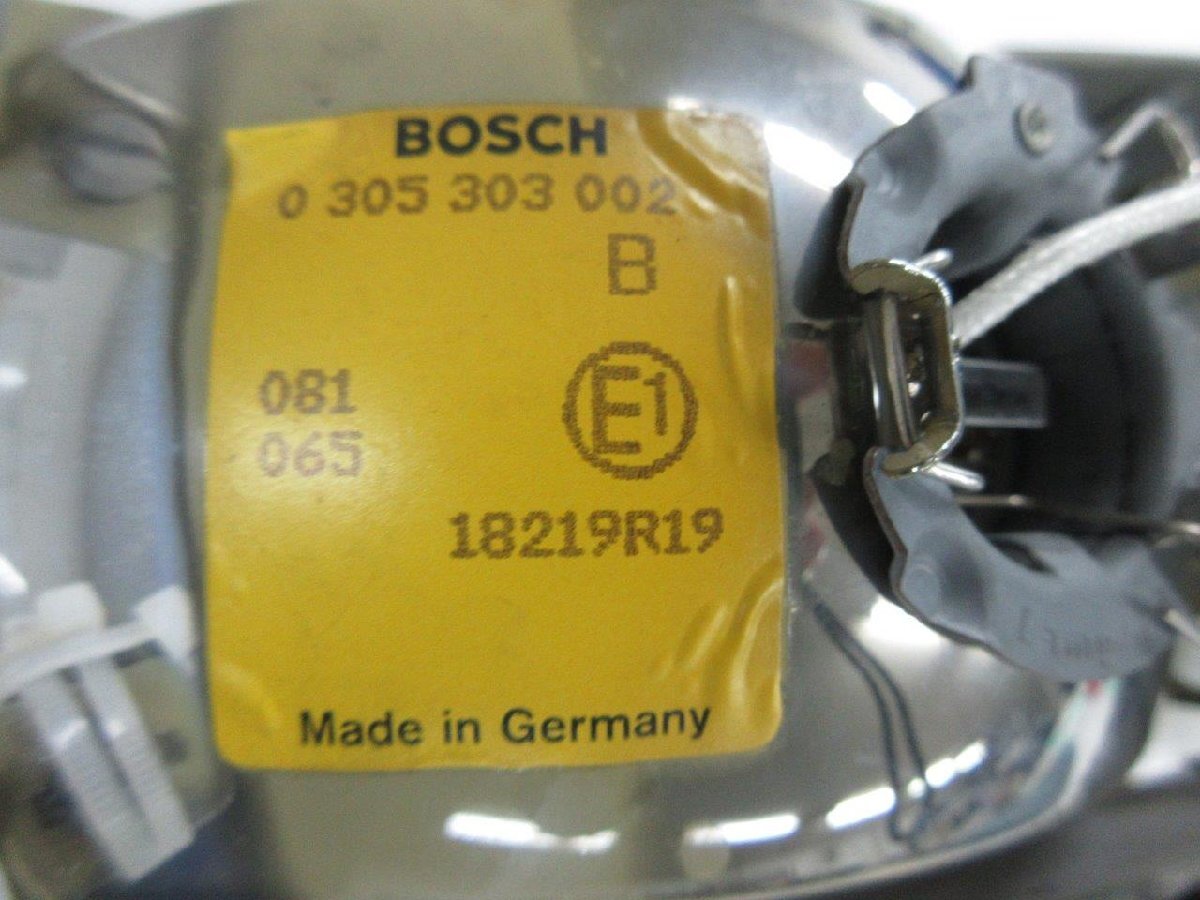 BOSCH
0 305 303 002
B
E1
081
065
18219R19
Made in Germany